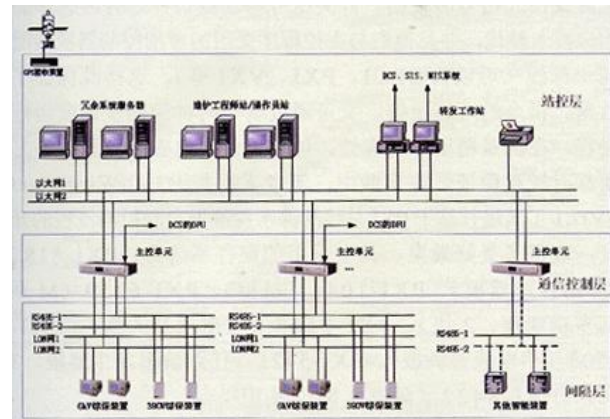 GPS接收装置
DCS、SIS、MIS系统
冗余系统服务器
维护工程师站/操作员站
转发工作站
站控层
以太网1
以太网2
DCS的DPU
DCS的DPU
主控单元
主控单元
主控单元
...
通信控制层
RS485-1
RS485-2
LON网1
LON网2
RS485-1
RS485-2
LON网1
LON网2
RS485-1
RS485-2
6kV综保装置
380V综保装置
6kV综保装置
380V综保装置
其他智能装置
间隔层